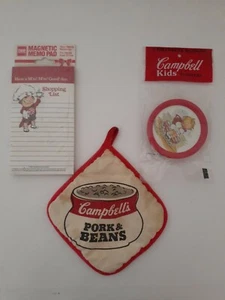 MAGNETIC
MEMO PAD
Shopping
List
Campbell
Kids
Campbell's
PORK &
BEANS